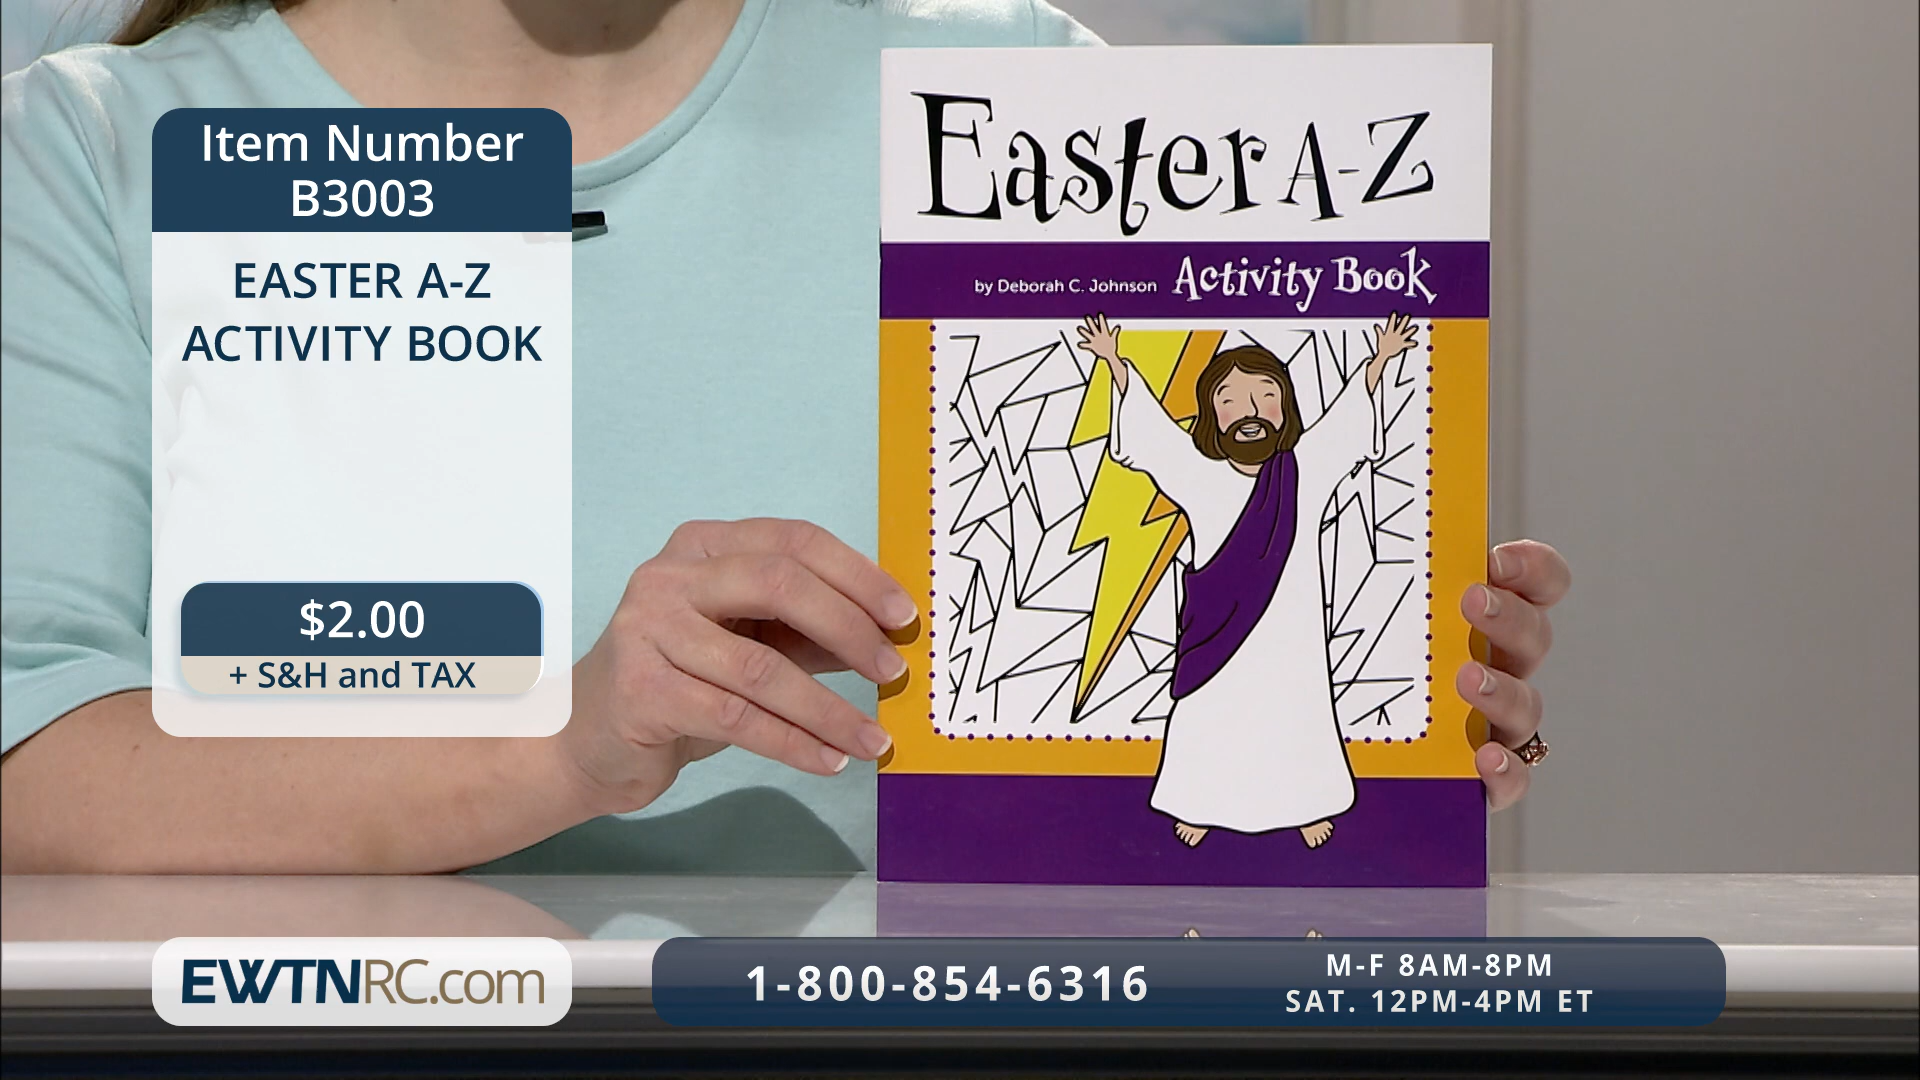 Item Number
B3003
EASTER A-Z
ACTIVITY BOOK
$2.00
+ S&H and TAX
Easter A-Z
by Deborah C. Johnson Activity Book
EWTNRC.com
1-800-854-6316
M-F 8AM-8PM
SAT. 12PM-4PM ET